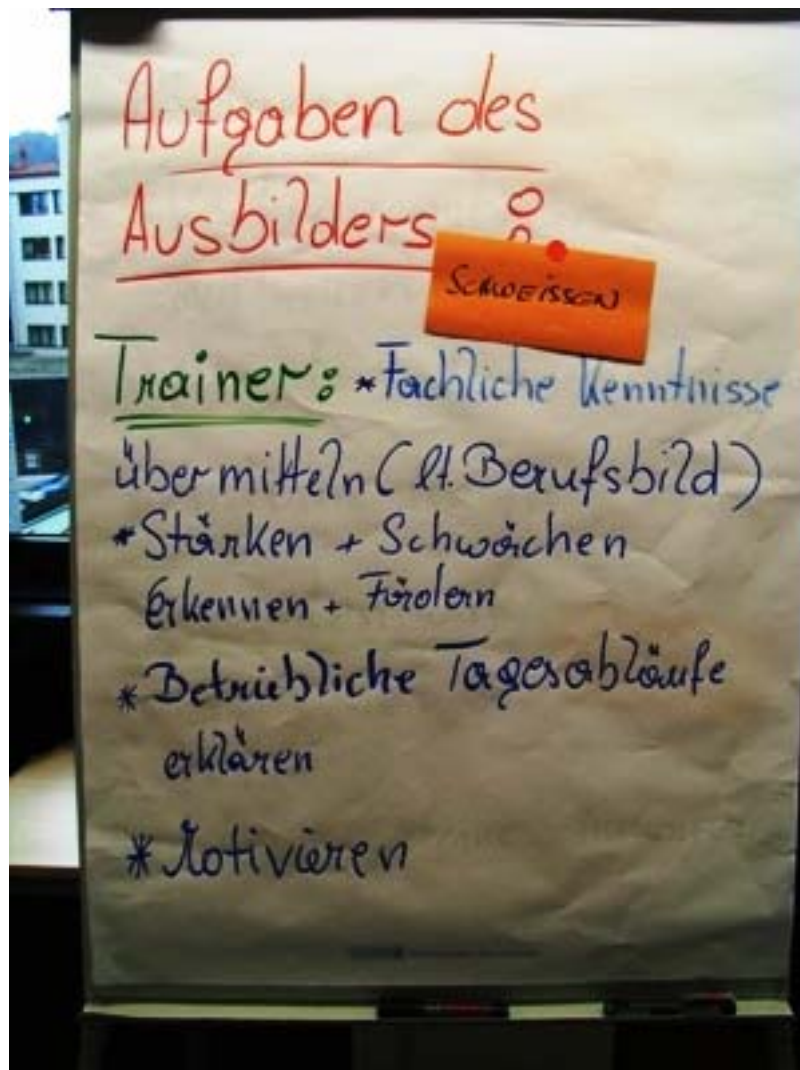 Aufgaben des
Ausbilders :
SCHWEISSEN
Trainer: * Fachliche Kenntnisse
übermitteln (lt. Berufsbild)
* Stärken + Schwächen
Erkennen + Fördern
* Betriebliche Tagesabläufe
erklären
* Motivieren